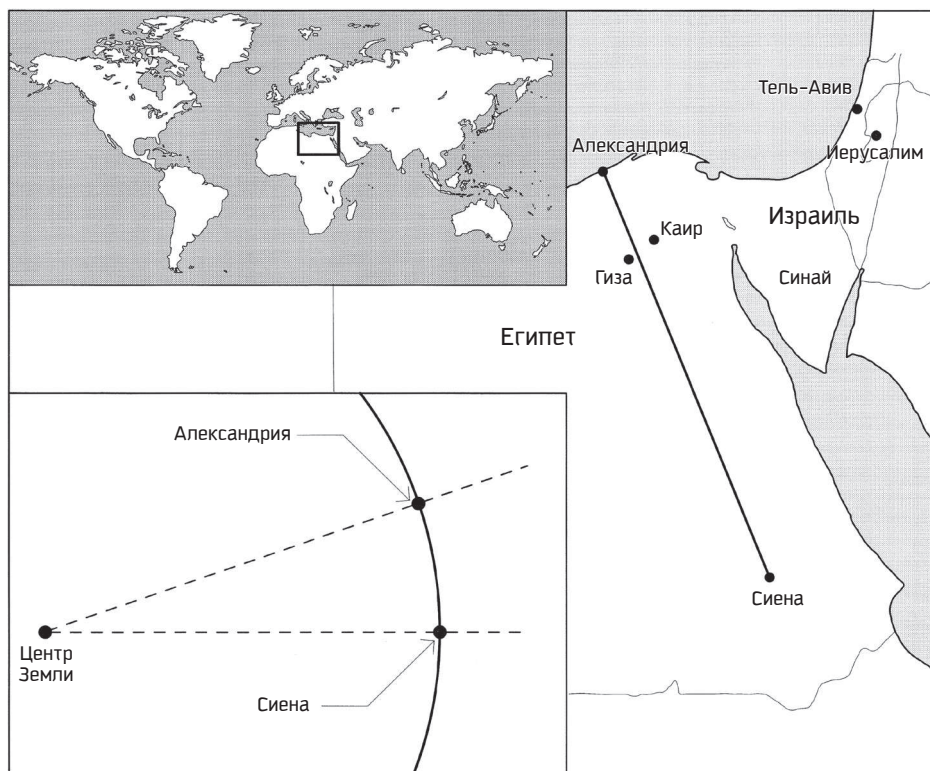 Тель-Авив
Александрия
Иерусалим
Израиль
Каир
Гиза
Синай
Египет
Александрия
Сиена
Центр
Земли
Сиена